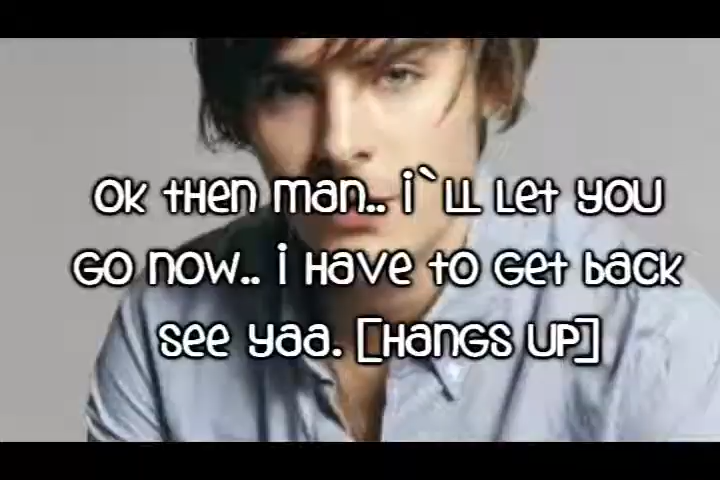 OK THEN MAN.. I`LL LET YOU
GO NOW.. I HAVE TO GET BACK
SEE YAA. [HANGS UP]